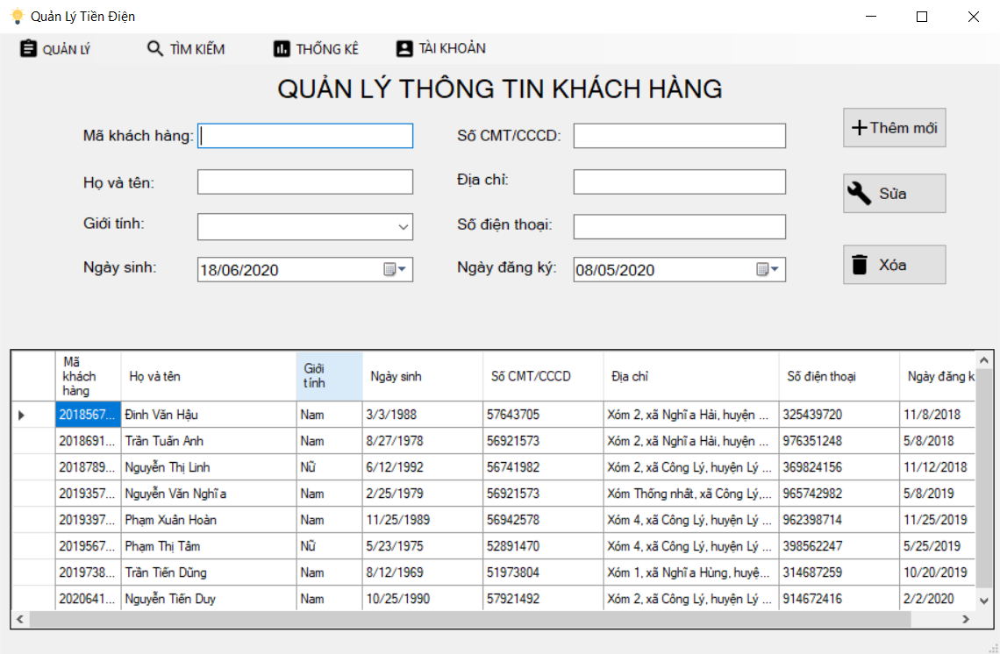 Quản Lý Tiền Điện
QUẢN LÝ TÌM KIẾM THỐNG KÊ TÀI KHOẢN
QUẢN LÝ THÔNG TIN KHÁCH HÀNG
Mã khách hàng: Số CMT/CCCD: Thêm mới
Họ và tên: Địa chỉ: Sửa
Giới tính: Số điện thoại:
Ngày sinh: 18/06/2020 Ngày đăng ký: 08/05/2020 Xóa
Mã khách hàng Họ và tên Giới tính Ngày sinh Số CMT/CCCD Địa chỉ Số điện thoại Ngày đăng k
2018567... Đinh Văn Hậu Nam 3/3/1988 57643705 Xóm 2, xã Nghĩa Hải, huyện ... 325439720 11/8/2018
2018691... Trần Tuấn Anh Nam 8/27/1978 56921573 Xóm 2, xã Nghĩa Hải, huyện ... 976351248 5/8/2018
2018789... Nguyễn Thị Linh Nữ 6/12/1992 56741982 Xóm 2, xã Công Lý, huyện Lý ... 369824156 11/12/2018
2019357... Nguyễn Văn Nghĩa Nam 2/25/1979 56921573 Xóm Thống nhất, xã Công Lý,... 965742982 5/8/2019
2019397... Phạm Xuân Hoàn Nam 11/25/1989 56942578 Xóm 4, xã Công Lý, huyện Lý ... 962398714 11/25/2019
2019567... Phạm Thị Tâm Nữ 5/23/1975 52891470 Xóm 4, xã Công Lý, huyện Lý ... 398562247 5/25/2019
2019738... Trần Tiến Dũng Nam 8/12/1969 51973804 Xóm 1, xã Nghĩa Hùng, huyệ... 314687259 10/20/2019
2020641... Nguyễn Tiến Duy Nam 10/25/1990 57921492 Xóm 2, xã Công Lý, huyện Lý ... 914672416 2/2/2020